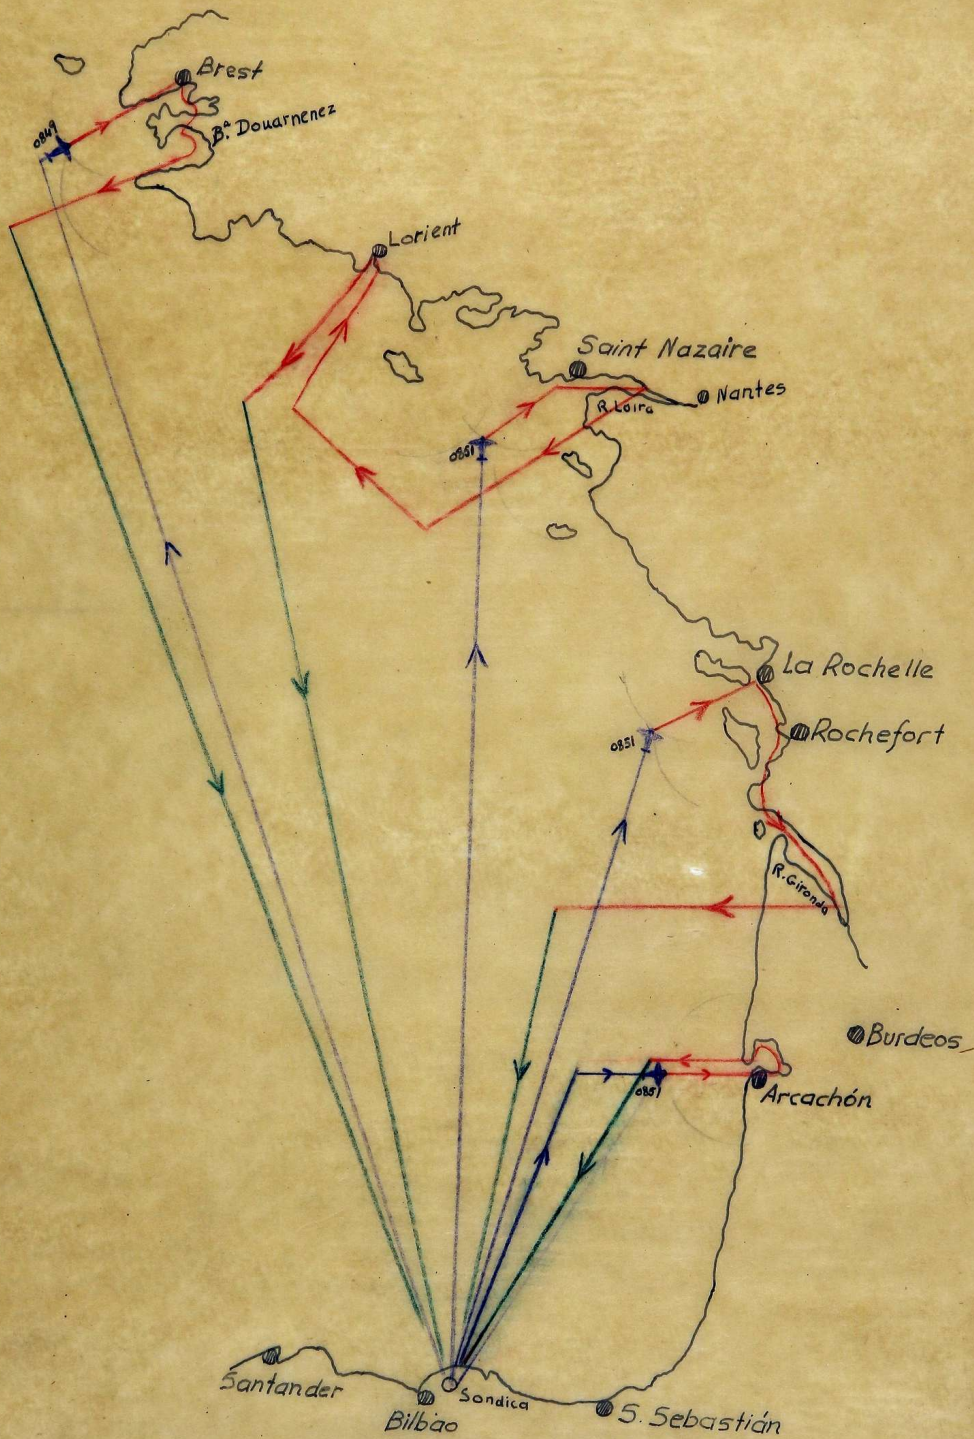 Brest
0849
Bª. Douarnenez
Lorient
Saint Nazaire
Nantes
R. Loira
0851
La Rochelle
Rochefort
0851
R. Gironda
Burdeos
0851
Arcachón
Santander
Sondica
Bilbao
S. Sebastián